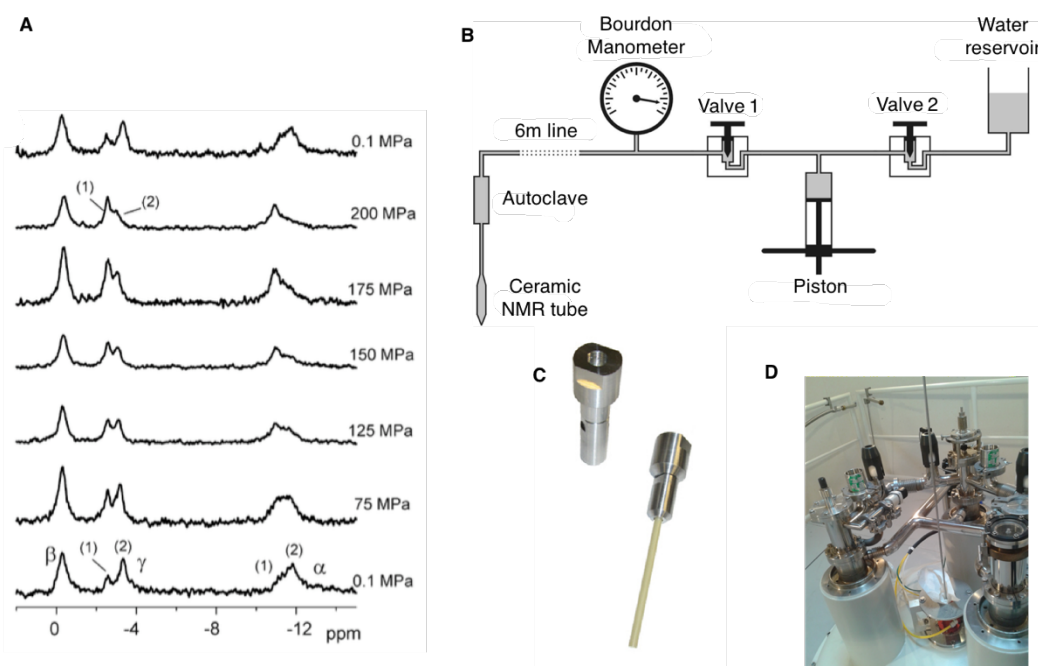 A
0.1 MPa
(1)
(2)
200 MPa
175 MPa
150 MPa
125 MPa
75 MPa
β
(1)
(2)
γ
(1)
(2)
α
0.1 MPa
0
-4
-8
-12
ppm
B
Bourdon
Manometer
Water
reservoir
Valve 1
Valve 2
6m line
Autoclave
Ceramic
NMR tube
Piston
C
D